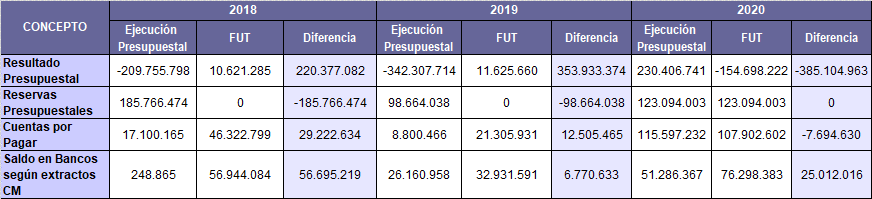 CONCEPTO 2018 2019 2020
Ejecución Presupuestal FUT Diferencia Ejecución Presupuestal FUT Diferencia Ejecución Presupuestal FUT Diferencia
Resultado Presupuestal -209.755.798 10.621.285 220.377.082 -342.307.714 11.625.660 353.933.374 230.406.741 -154.698.222 -385.104.963
Reservas Presupuestales 185.766.474 0 -185.766.474 98.664.038 0 -98.664.038 123.094.003 123.094.003 0
Cuentas por Pagar 17.100.165 46.322.799 29.222.634 8.800.466 21.305.931 12.505.465 115.597.232 107.902.602 -7.694.630
Saldo en Bancos según extractos CM 248.865 56.944.084 56.695.219 26.160.958 32.931.591 6.770.633 51.286.367 76.298.383 25.012.016